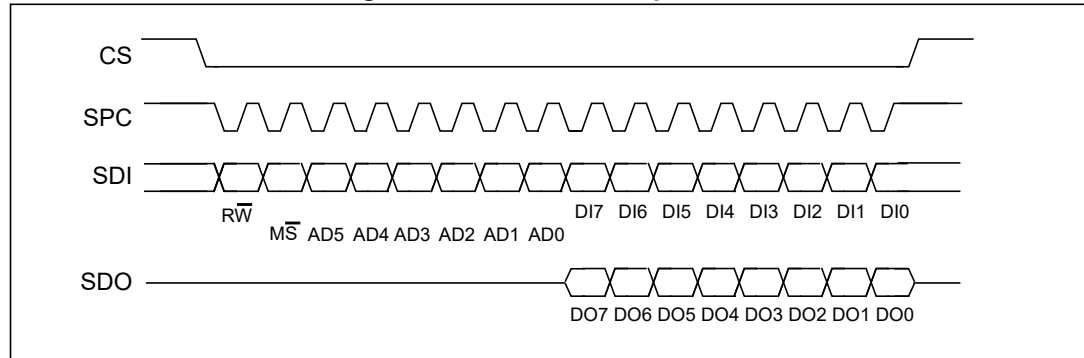 CS
SPC
SDI
RW̅
DI7 DI6 DI5 DI4 DI3 DI2 DI1 DI0
MS̅ AD5 AD4 AD3 AD2 AD1 AD0
SDO
DO7 DO6 DO5 DO4 DO3 DO2 DO1 DO0